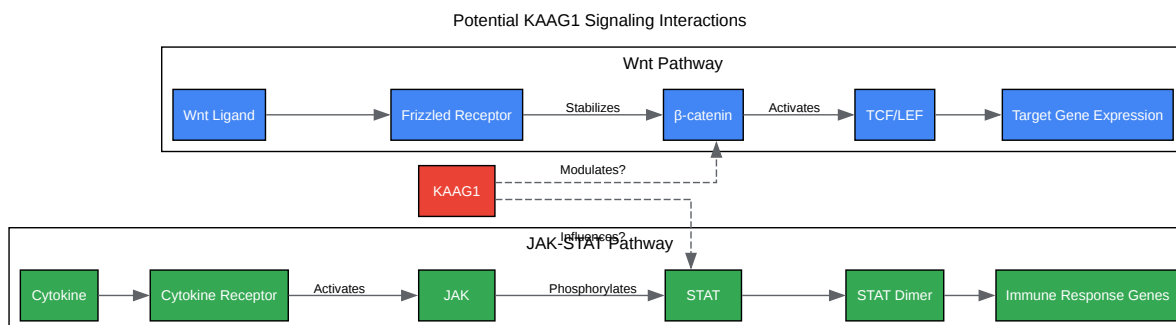 Potential KAAG1 Signaling Interactions
Wnt Pathway
Wnt Ligand
Frizzled Receptor
Stabilizes
β-catenin
Activates
TCF/LEF
Target Gene Expression
Modulates?
KAAG1
Influences?
JAK-STAT Pathway
Cytokine
Cytokine Receptor
Activates
JAK
Phosphorylates
STAT
STAT Dimer
Immune Response Genes